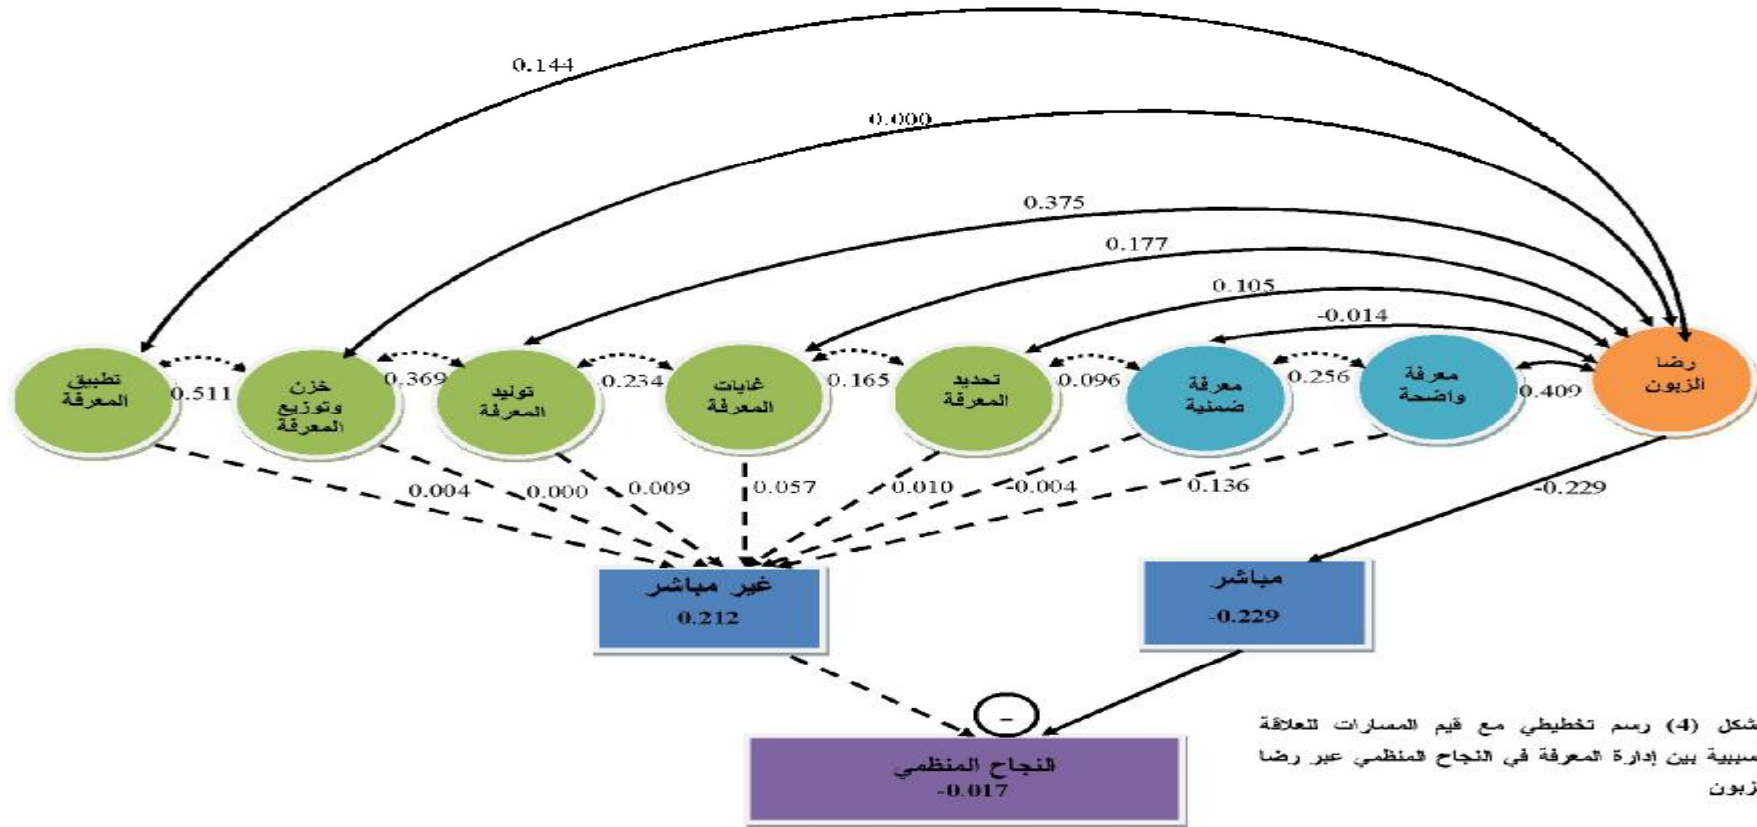 0.144
0.000
0.375
0.177
0.105
-0.014
تطبيق
المعرفة
0.511
خزن
وتوزيع
المعرفة
0.369
توليد
المعرفة
0.234
غايات
المعرفة
0.165
تحديد
المعرفة
0.096
معرفة
ضمنية
0.256
معرفة
واضحة
0.409
رضا
الزبون
0.004
0.000
0.009
0.057
0.010
-0.004
0.136
-0.229
غير مباشر
0.212
مباشر
-0.229
-
النجاح المنظمي
-0.017
شكل (4) رسم تخطيطي مع قيم المسارات للعلاقة
سببية بين إدارة المعرفة في النجاح المنظمي عبر رضا
زبون